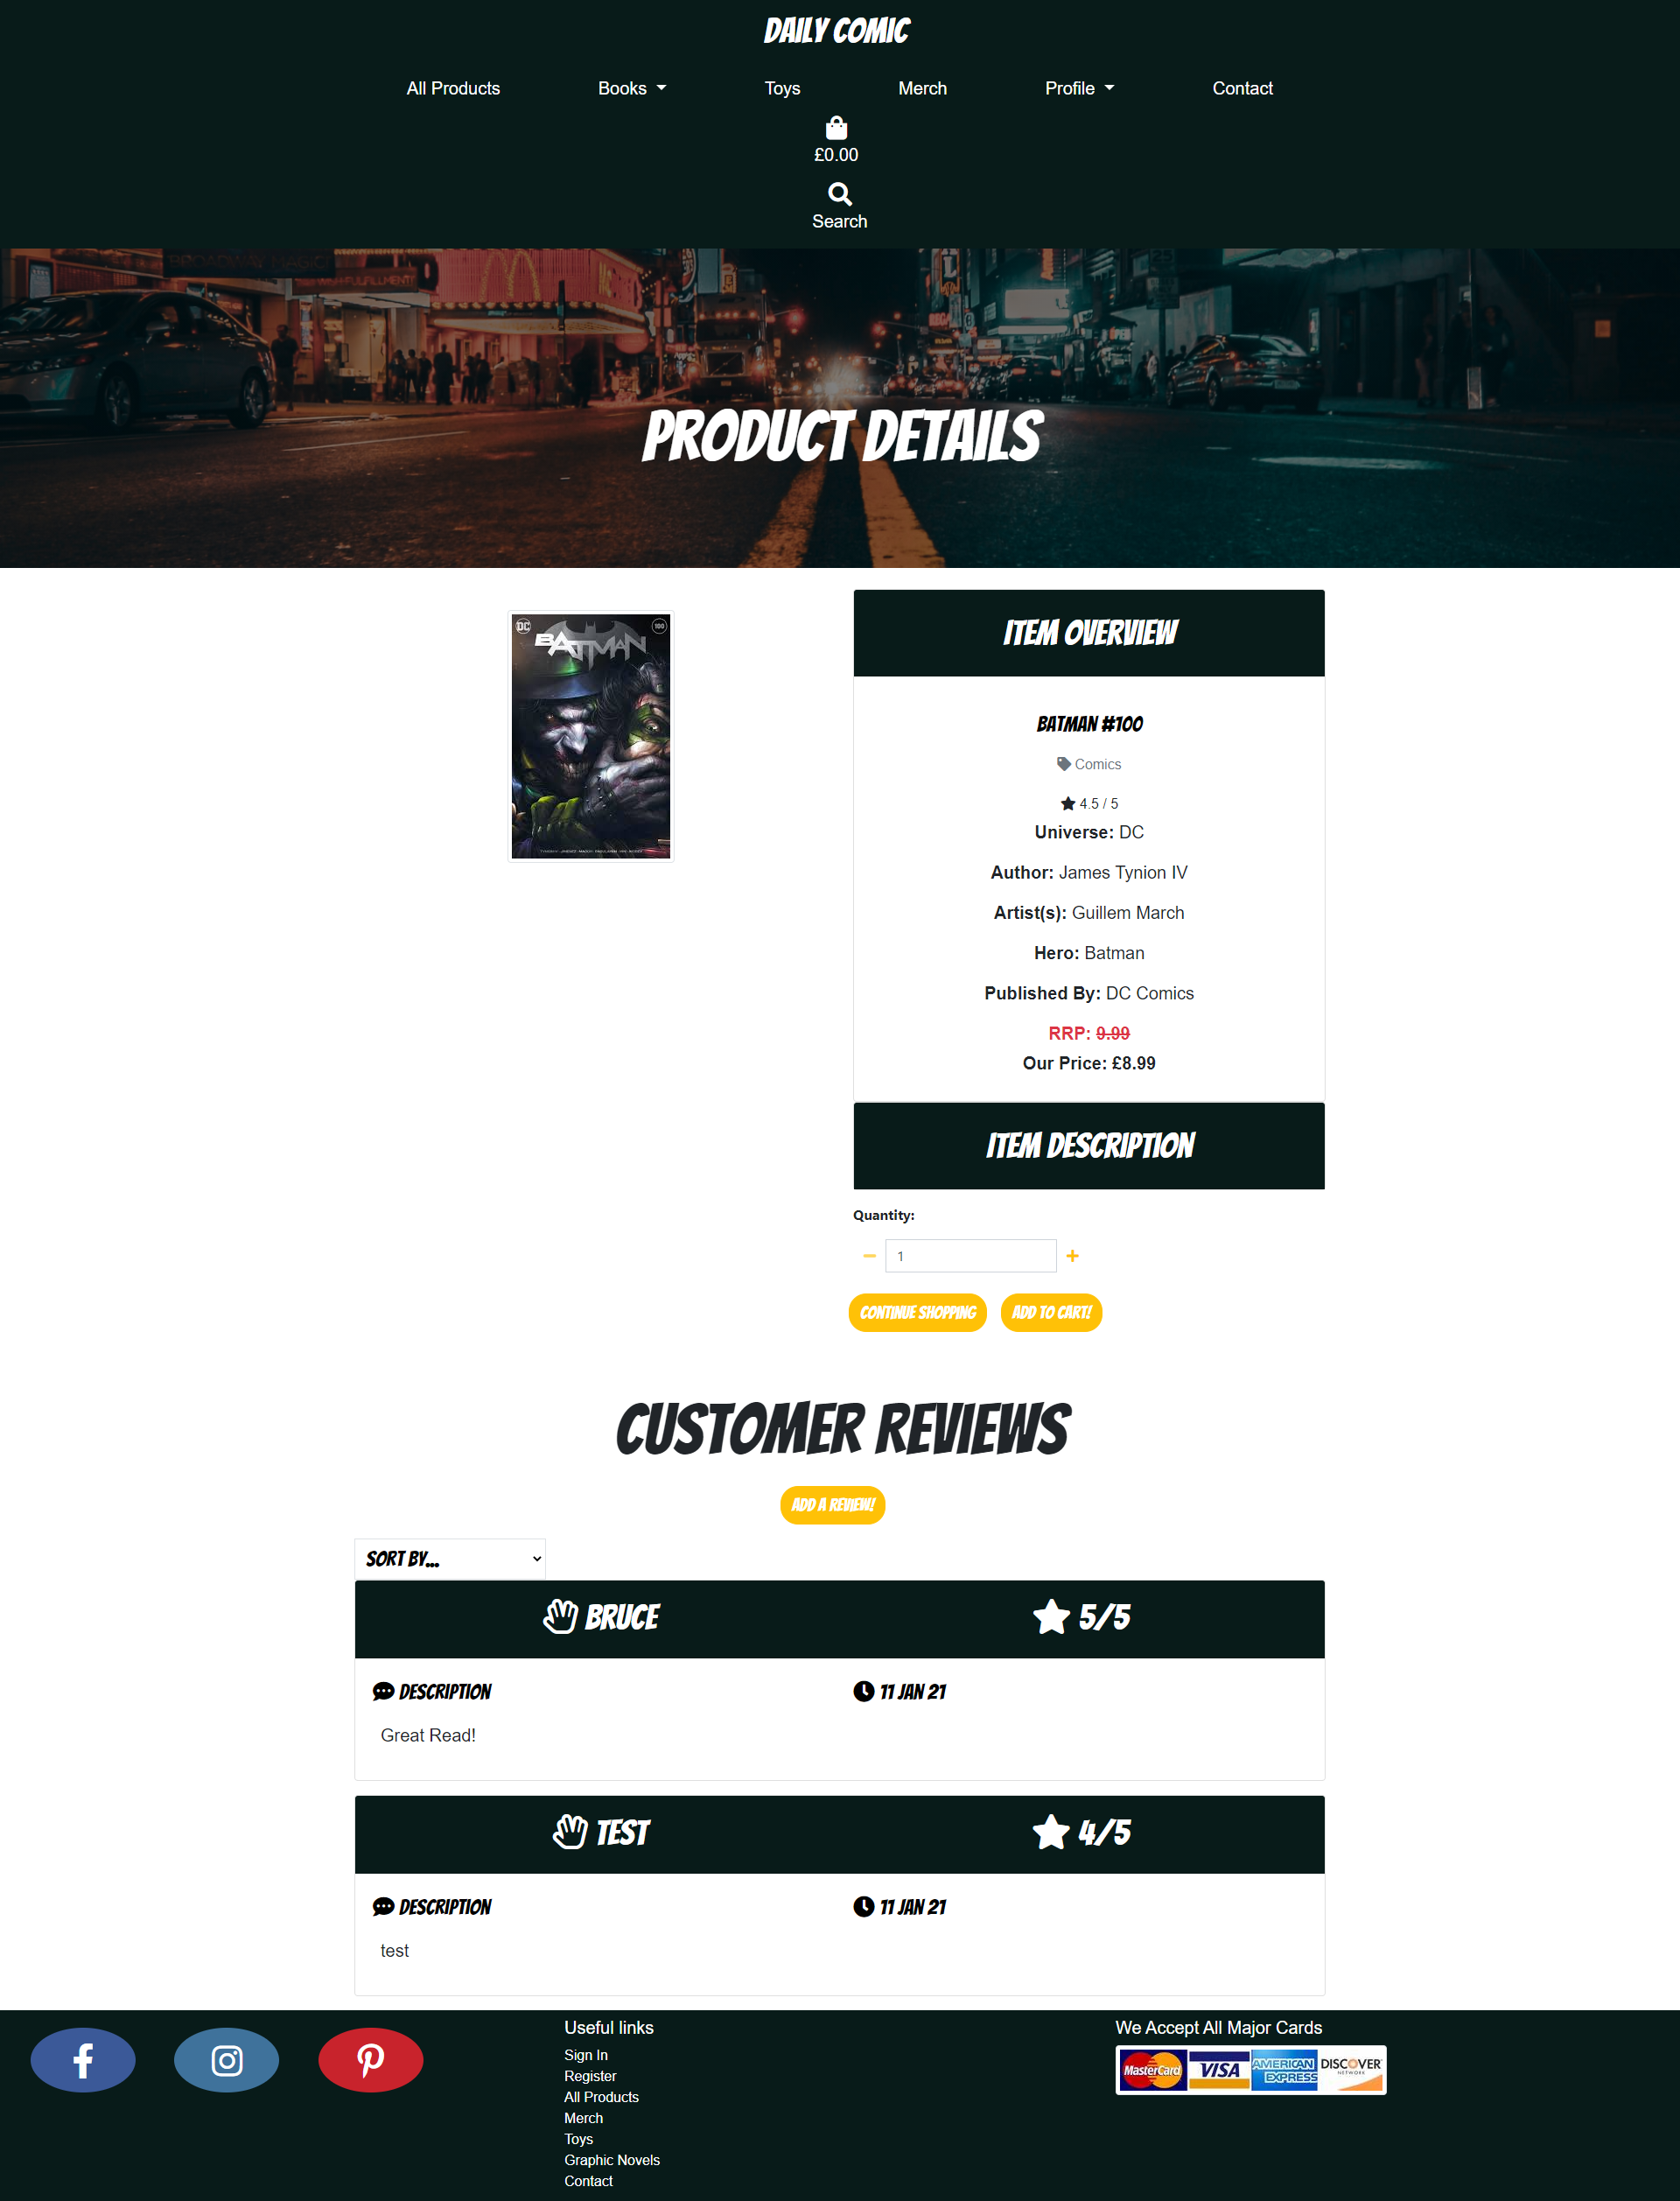 DAILY COMIC
All Products Books Toys Merch Profile Contact
£0.00
Search
BROADWAY MAGIC
WISHFULFILLMENT
PRODUCT DETAILS
DC BATMAN 100
ITEM OVERVIEW
BATMAN #100
Comics
4.5 / 5
Universe: DC
Author: James Tynion IV
Artist(s): Guillem March
Hero: Batman
Published By: DC Comics
RRP: 9.99
Our Price: £8.99
ITEM DESCRIPTION
Quantity:
1
CONTINUE SHOPPING ADD TO CART!
CUSTOMER REVIEWS
ADD A REVIEW!
SORT BY...
BRUCE 5/5
DESCRIPTION 11 JAN 21
Great Read!
TEST 4/5
DESCRIPTION 11 JAN 21
test
Useful links
Sign In
Register
All Products
Merch
Toys
Graphic Novels
Contact
We Accept All Major Cards
MasterCard VISA AMERICAN EXPRESS DISCOVER NETWORK